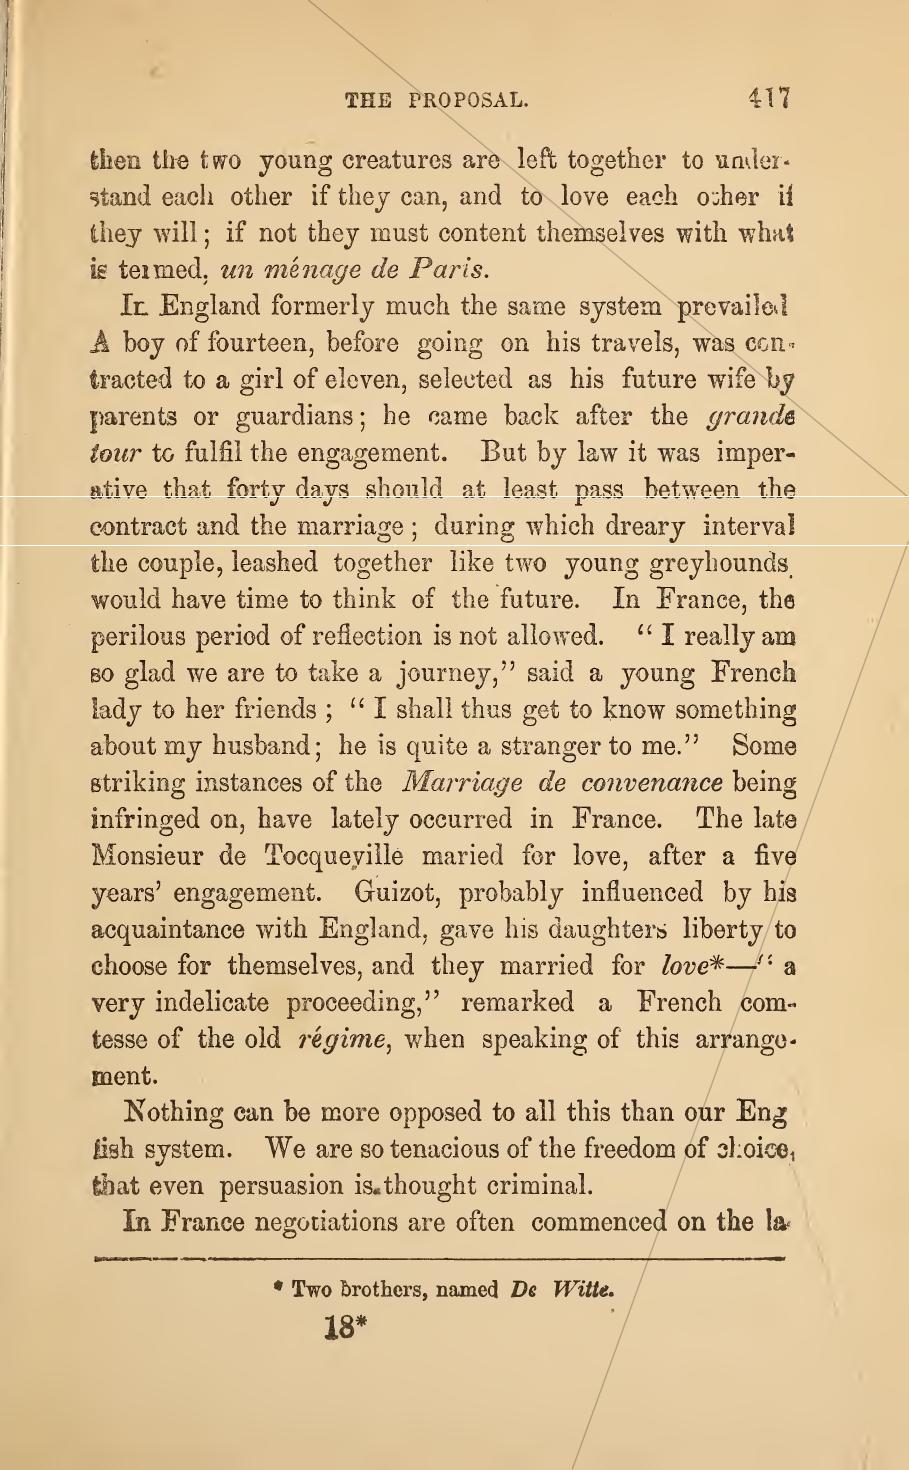 THE PROPOSAL. 417
then the two young creatures are left together to under-
stand each other if they can, and to love each other if
they will; if not they must content themselves with what
is termed, un ménage de Paris.
In England formerly much the same system prevailed
A boy of fourteen, before going on his travels, was con-
tracted to a girl of eleven, selected as his future wife by
parents or guardians; he came back after the grande
tour to fulfil the engagement. But by law it was imper-
ative that forty days should at least pass between the
contract and the marriage; during which dreary interval
the couple, leashed together like two young greyhounds,
would have time to think of the future. In France, the
perilous period of reflection is not allowed. “I really am
so glad we are to take a journey,” said a young French
lady to her friends; “I shall thus get to know something
about my husband; he is quite a stranger to me.” Some
striking instances of the Marriage de convenance being
infringed on, have lately occurred in France. The late
Monsieur de Tocqueville maried for love, after a five
years’ engagement. Guizot, probably influenced by his
acquaintance with England, gave his daughters liberty to
choose for themselves, and they married for love*—“a
very indelicate proceeding,” remarked a French com-
tesse of the old régime, when speaking of this arrange-
ment.
Nothing can be more opposed to all this than our Eng
lish system. We are so tenacious of the freedom of choice,
that even persuasion is thought criminal.
In France negotiations are often commenced on the la-
* Two brothers, named De Witte.
18*